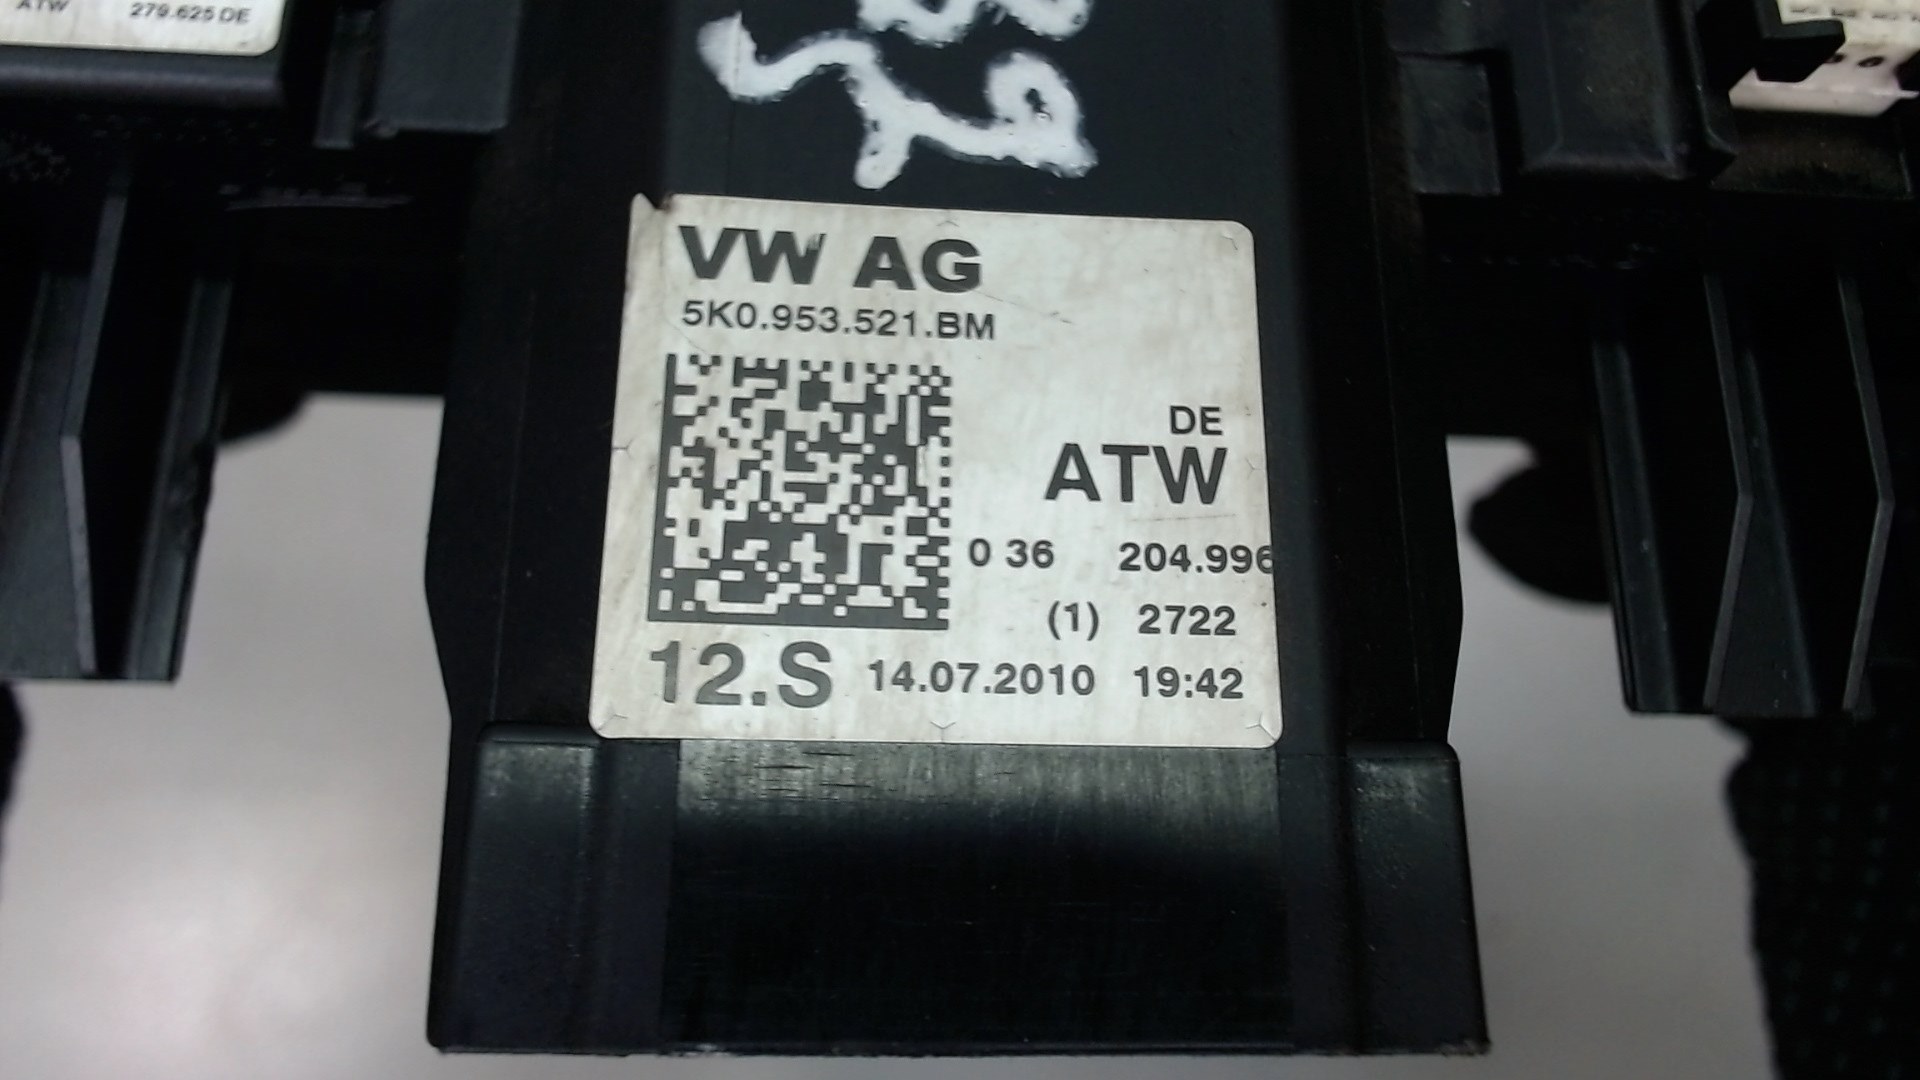 ATW 279.625 DE
VW AG
5K0.953.521.BM
DE
ATW
0 36 204.996
(1) 2722
12.S 14.07.2010 19:42